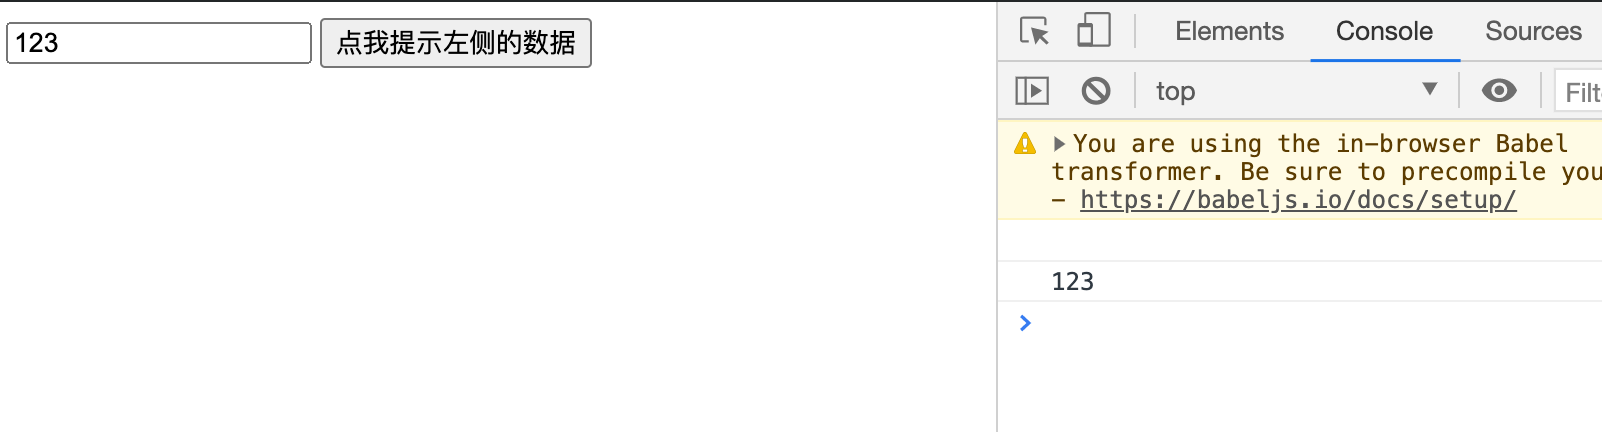 123 点我提示左侧的数据
Elements Console Sources
top Filt
You are using the in-browser Babel
transformer. Be sure to precompile you
- https://babeljs.io/docs/setup/
123